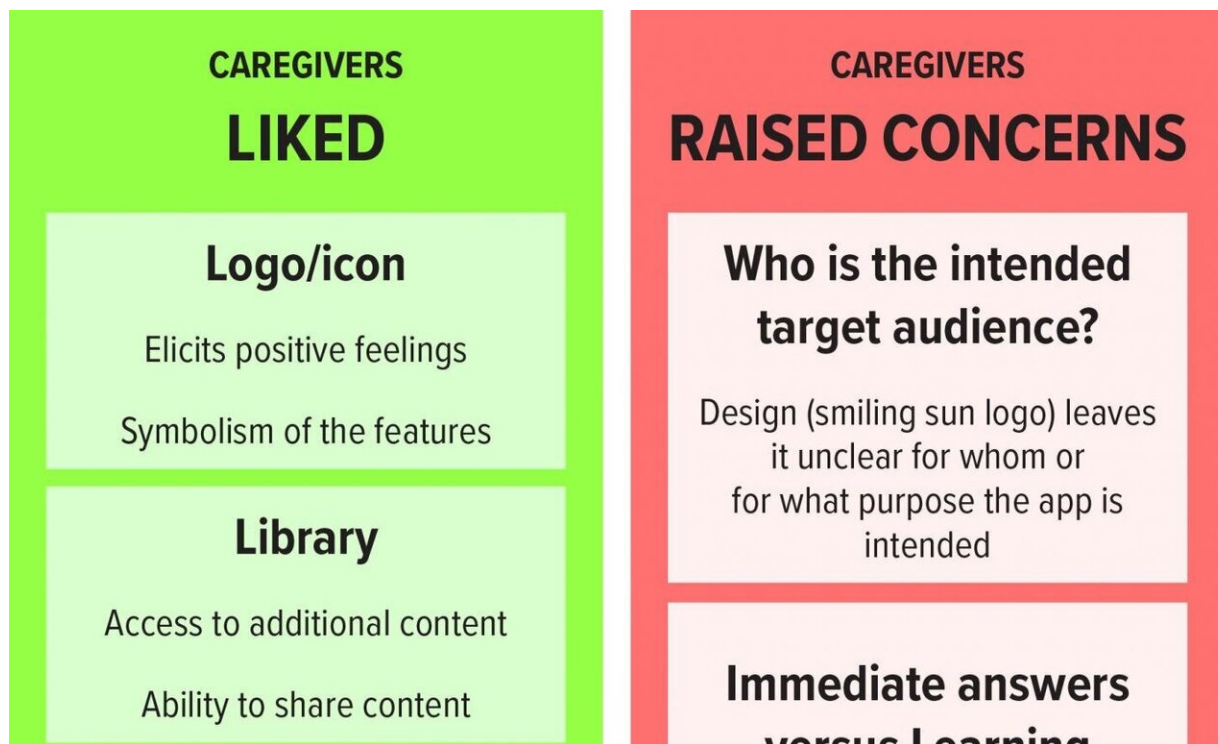 CAREGIVERS
LIKED
Logo/icon
Elicits positive feelings
Symbolism of the features
Library
Access to additional content
Ability to share content
CAREGIVERS
RAISED CONCERNS
Who is the intended
target audience?
Design (smiling sun logo) leaves
it unclear for whom or
for what purpose the app is
intended
Immediate answers
versus Learning